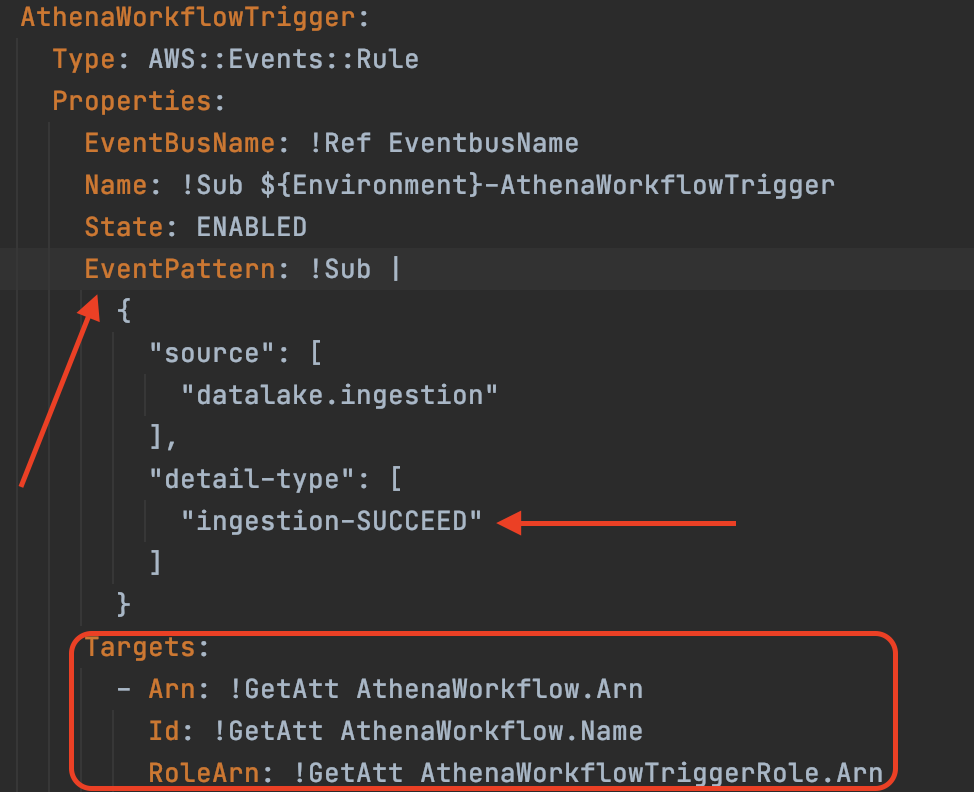 AthenaWorkflowTrigger:
Type: AWS::Events::Rule
Properties:
EventBusName: !Ref EventbusName
Name: !Sub ${Environment}-AthenaWorkflowTrigger
State: ENABLED
EventPattern: !Sub |
{
"source": [
"datalake.ingestion"
],
"detail-type": [
"ingestion-SUCCEED"
]
}
Targets:
- Arn: !GetAtt AthenaWorkflow.Arn
Id: !GetAtt AthenaWorkflow.Name
RoleArn: !GetAtt AthenaWorkflowTriggerRole.Arn